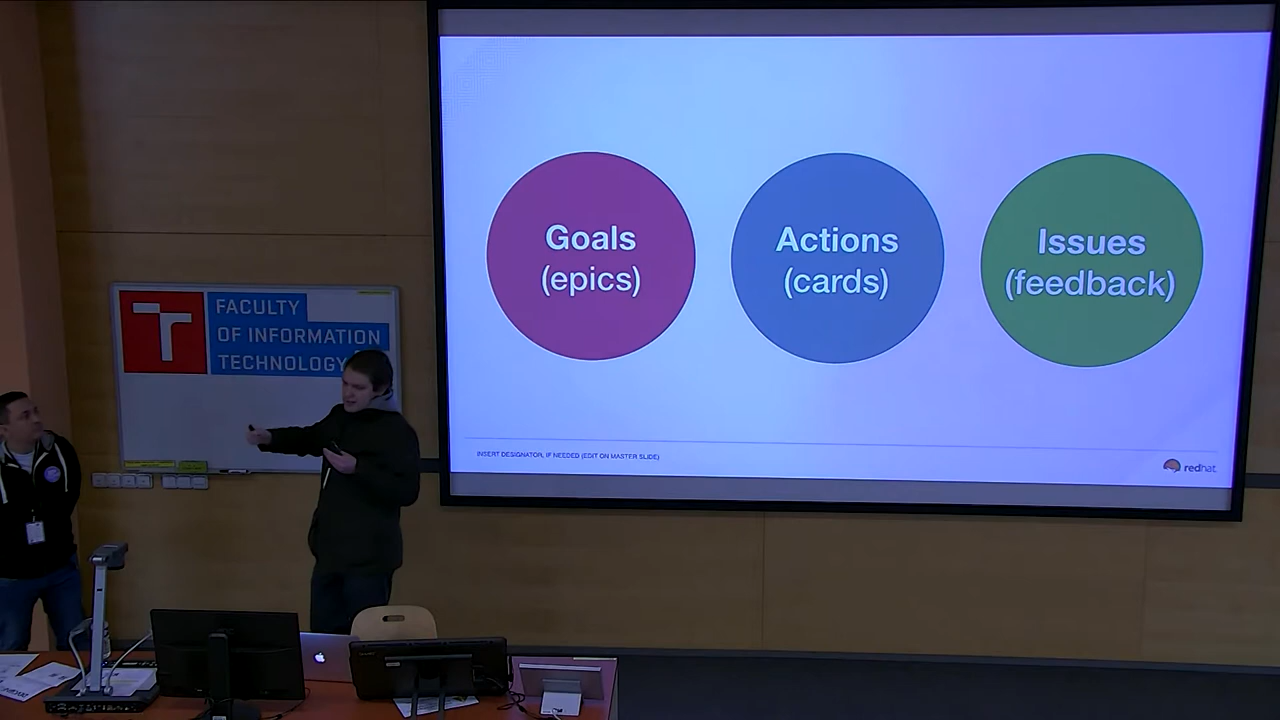 Goals
(epics)
Actions
(cards)
Issues
(feedback)
INSERT DESIGNATOR, IF NEEDED (EDIT ON MASTER SLIDE)
redhat.
FACULTY
OF INFORMATION
TECHNOLOGY